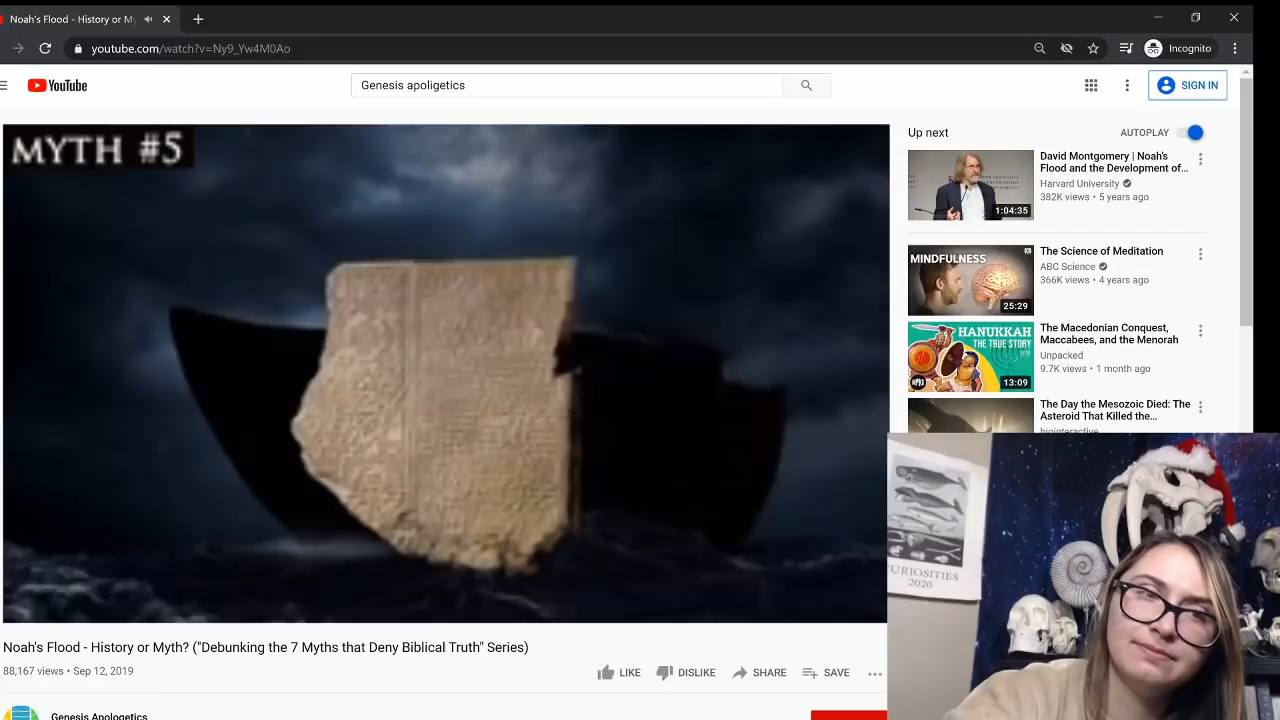 Noah's Flood - History or My
youtube.com/watch?v=Ny9_Yw4M0Ao
Incognito
YouTube
Genesis apoligetics
SIGN IN
MYTH #5
Up next
AUTOPLAY
David Montgomery | Noah's
Flood and the Development of...
Harvard University
382K views • 5 years ago
1:04:35
MINDFULNESS
25:29
The Science of Meditation
ABC Science
366K views • 4 years ago
HANUKKAH
THE TRUE STORY
13:09
The Macedonian Conquest,
Maccabees, and the Menorah
Unpacked
9.7K views • 1 month ago
The Day the Mesozoic Died: The
Asteroid That Killed the...
biointeractive
CURIOSITIES
2020
Noah's Flood - History or Myth? ("Debunking the 7 Myths that Deny Biblical Truth" Series)
88,167 views • Sep 12, 2019
LIKE
DISLIKE
SHARE
SAVE
Genesis Apologetics